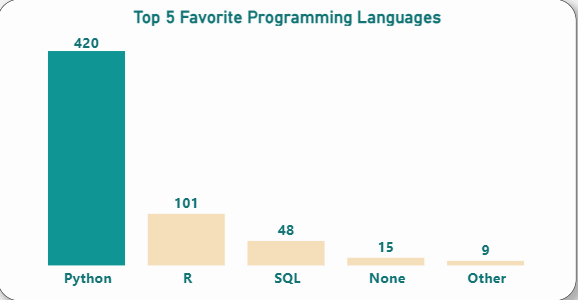 Top 5 Favorite Programming Languages
420
101
48
15
9
Python
R
SQL
None
Other